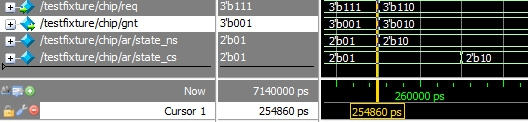 /testfixture/chip/req 3'b111 3'b111 3'b110
/testfixture/chip/gnt 3'b001 3'b001 3'b010
/testfixture/chip/ar/state_ns 2'b01 2'b01 2'b10
/testfixture/chip/ar/state_cs 2'b01 2'b01 2'b10
Now 7140000 ps 260000 ps
Cursor 1 254860 ps 254860 ps